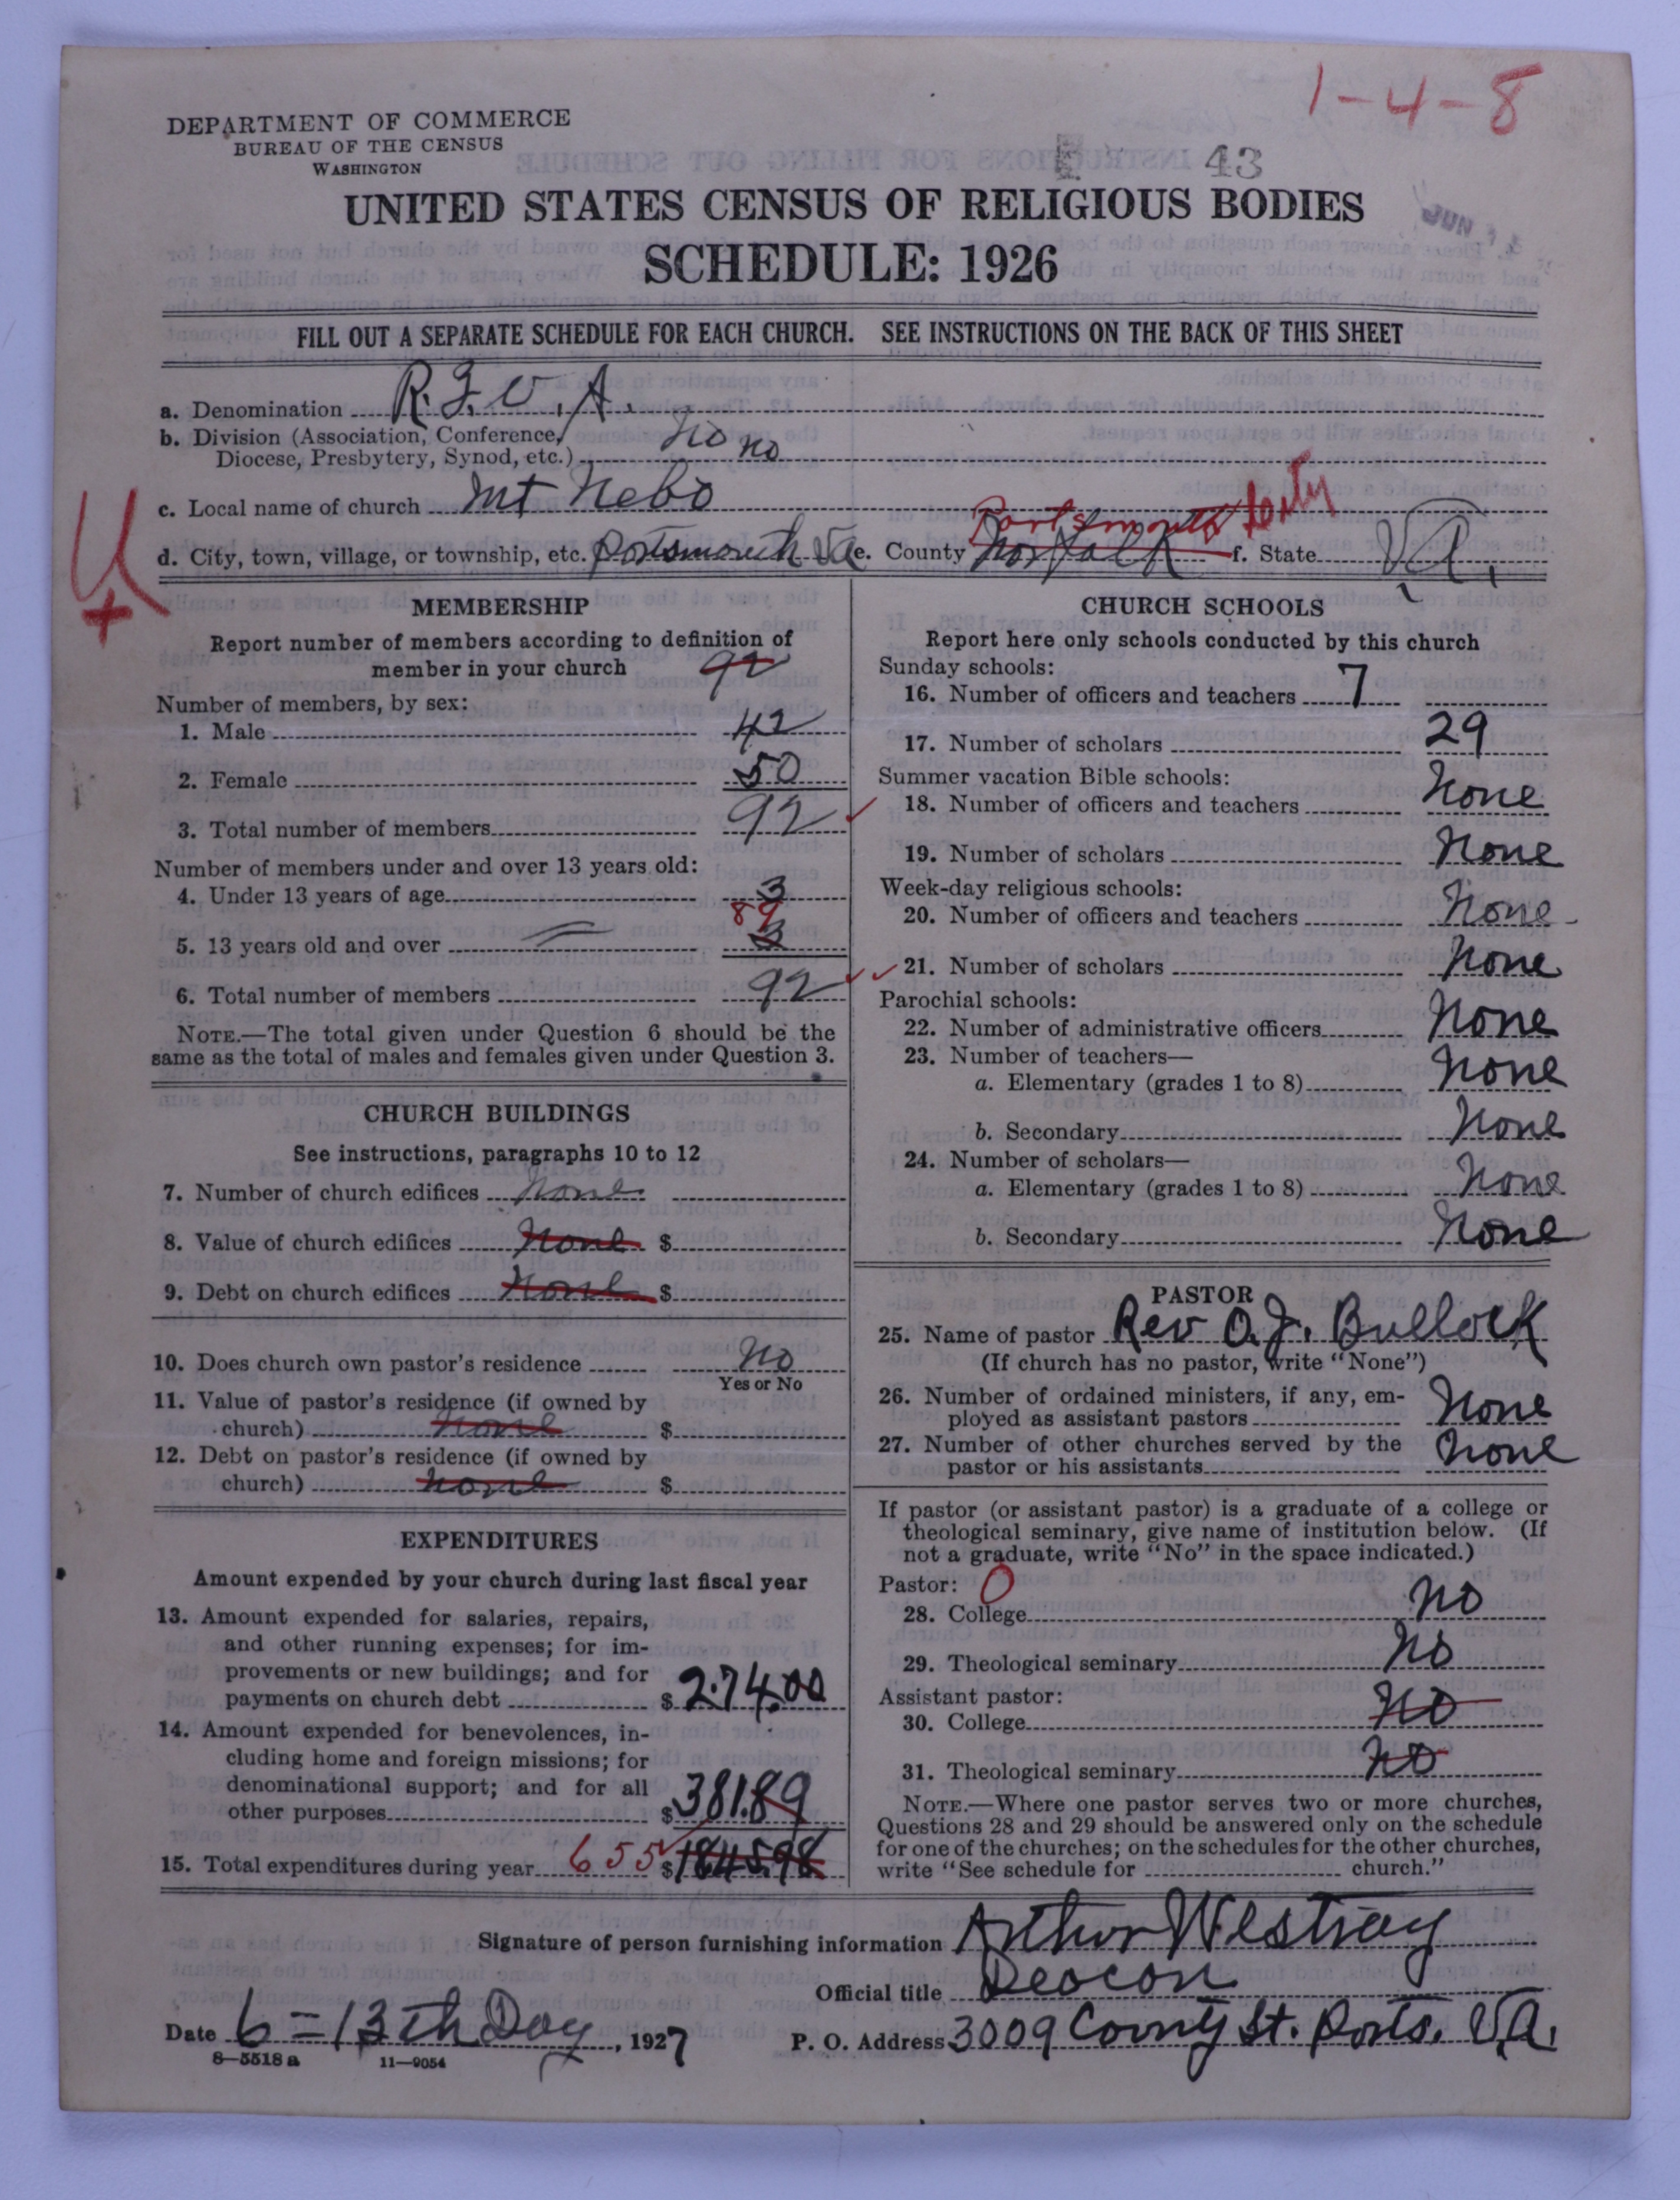 1-4-8
DEPARTMENT OF COMMERCE
BUREAU OF THE CENSUS
WASHINGTON
43
UNITED STATES CENSUS OF RELIGIOUS BODIES
SCHEDULE: 1926
FILL OUT A SEPARATE SCHEDULE FOR EACH CHURCH. SEE INSTRUCTIONS ON THE BACK OF THIS SHEET
a. Denomination
b. Division (Association, Conference, No no
Diocese, Presbytery, Synod, etc.)
c. Local name of church Mt Nebo
Portsmouth
d. City, town, village, or township, etc. Portsmouth Va e. County Norfolk f. State VA.
U
+
MEMBERSHIP
Report number of members according to definition of
member in your church 92
Number of members, by sex:
1. Male 42
2. Female 50
3. Total number of members 92
Number of members under and over 13 years old:
4. Under 13 years of age 3
89
5. 13 years old and over 3
6. Total number of members 92
NOTE.—The total given under Question 6 should be the
same as the total of males and females given under Question 3.
CHURCH BUILDINGS
See instructions, paragraphs 10 to 12
7. Number of church edifices None
8. Value of church edifices None $
9. Debt on church edifices None $
10. Does church own pastor's residence No
Yes or No
11. Value of pastor's residence (if owned by
church) None $
12. Debt on pastor's residence (if owned by
church) None $
EXPENDITURES
Amount expended by your church during last fiscal year
13. Amount expended for salaries, repairs,
and other running expenses; for im-
provements or new buildings; and for
payments on church debt $ 274.00
14. Amount expended for benevolences, in-
cluding home and foreign missions; for
denominational support; and for all
other purposes $ 381.89
15. Total expenditures during year 655 $ 1845.98
CHURCH SCHOOLS
Report here only schools conducted by this church
Sunday schools:
16. Number of officers and teachers 7
17. Number of scholars 29
Summer vacation Bible schools:
18. Number of officers and teachers None
19. Number of scholars None
Week-day religious schools:
20. Number of officers and teachers None
21. Number of scholars None
Parochial schools:
22. Number of administrative officers None
23. Number of teachers—
a. Elementary (grades 1 to 8) None
b. Secondary None
24. Number of scholars—
a. Elementary (grades 1 to 8) None
b. Secondary None
PASTOR
25. Name of pastor Rev O.J. Bullock
(If church has no pastor, write "None")
26. Number of ordained ministers, if any, em-
ployed as assistant pastors None
27. Number of other churches served by the
pastor or his assistants None
If pastor (or assistant pastor) is a graduate of a college or
theological seminary, give name of institution below. (If
not a graduate, write "No" in the space indicated.)
Pastor: 0
28. College No
29. Theological seminary No
Assistant pastor:
30. College No
31. Theological seminary No
NOTE.—Where one pastor serves two or more churches,
Questions 28 and 29 should be answered only on the schedule
for one of the churches; on the schedules for the other churches,
write "See schedule for church."
Signature of person furnishing information Arthur Westray
Official title Deacon
Date 6=13th Day, 1927 P. O. Address 3009 County St. Ports. VA.
8—5518 a 11—9054